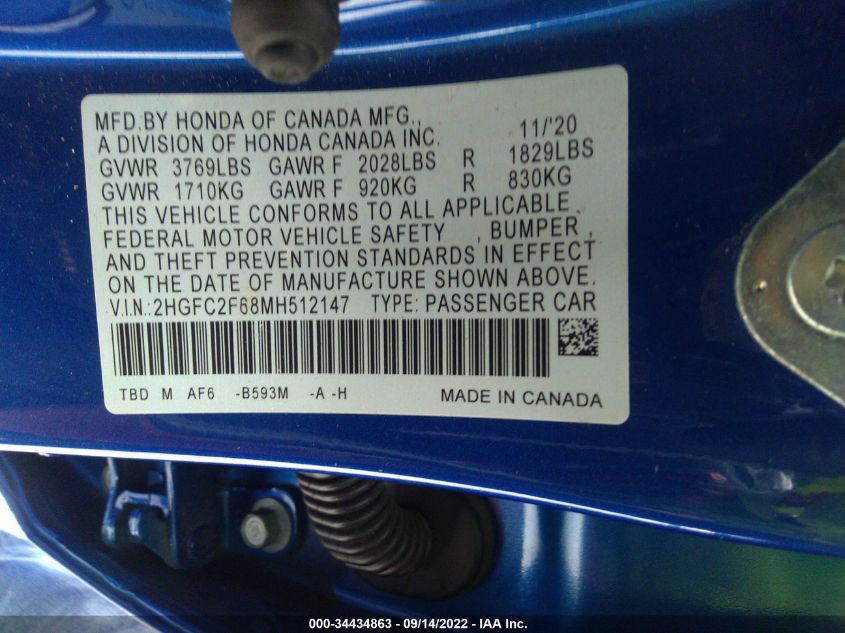 MFD.BY HONDA OF CANADA MFG., 11/'20
A DIVISION OF HONDA CANADA INC.
GVWR 3769LBS GAWR F 2028LBS R 1829LBS
GVWR 1710KG GAWR F 920KG R 830KG
THIS VEHICLE CONFORMS TO ALL APPLICABLE
FEDERAL MOTOR VEHICLE SAFETY , BUMPER ,
AND THEFT PREVENTION STANDARDS IN EFFECT
ON THE DATE OF MANUFACTURE SHOWN ABOVE.
V.I.N.:2HGFC2F68MH512147 TYPE: PASSENGER CAR
TBD M AF6 -B593M -A -H MADE IN CANADA
000-34434863 - 09/14/2022 - IAA Inc.